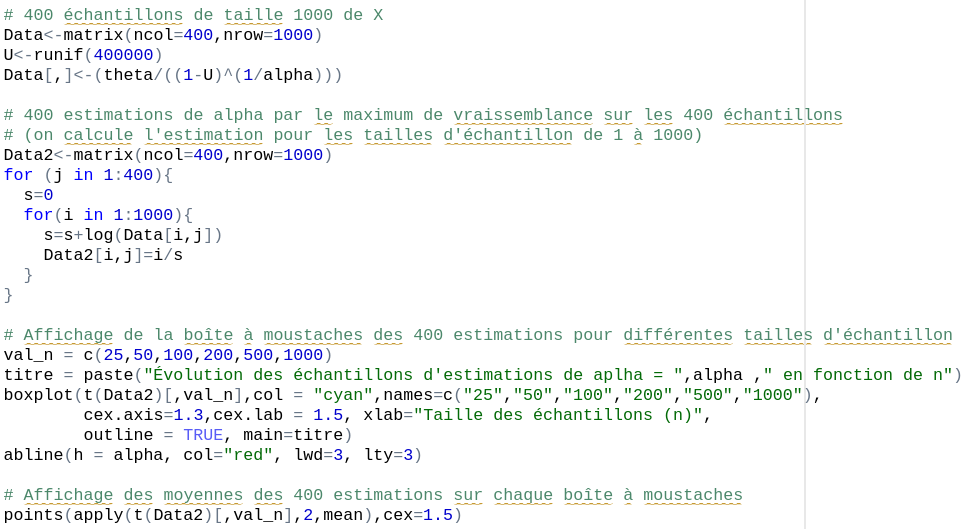 # 400 échantillons de taille 1000 de X
Data<-matrix(ncol=400,nrow=1000)
U<-runif(400000)
Data[,]<-(theta/((1-U)^(1/alpha)))
# 400 estimations de alpha par le maximum de vraissemblance sur les 400 échantillons
# (on calcule l'estimation pour les tailles d'échantillon de 1 à 1000)
Data2<-matrix(ncol=400,nrow=1000)
for (j in 1:400){
  s=0
  for(i in 1:1000){
    s=s+log(Data[i,j])
    Data2[i,j]=i/s
  }
}
# Affichage de la boîte à moustaches des 400 estimations pour différentes tailles d'échantillon
val_n = c(25,50,100,200,500,1000)
titre = paste("Évolution des échantillons d'estimations de aplha = ",alpha ," en fonction de n")
boxplot(t(Data2)[,val_n],col = "cyan",names=c("25","50","100","200","500","1000"),
        cex.axis=1.3,cex.lab = 1.5, xlab="Taille des échantillons (n)",
        outline = TRUE, main=titre)
abline(h = alpha, col="red", lwd=3, lty=3)
# Affichage des moyennes des 400 estimations sur chaque boîte à moustaches
points(apply(t(Data2)[,val_n],2,mean),cex=1.5)